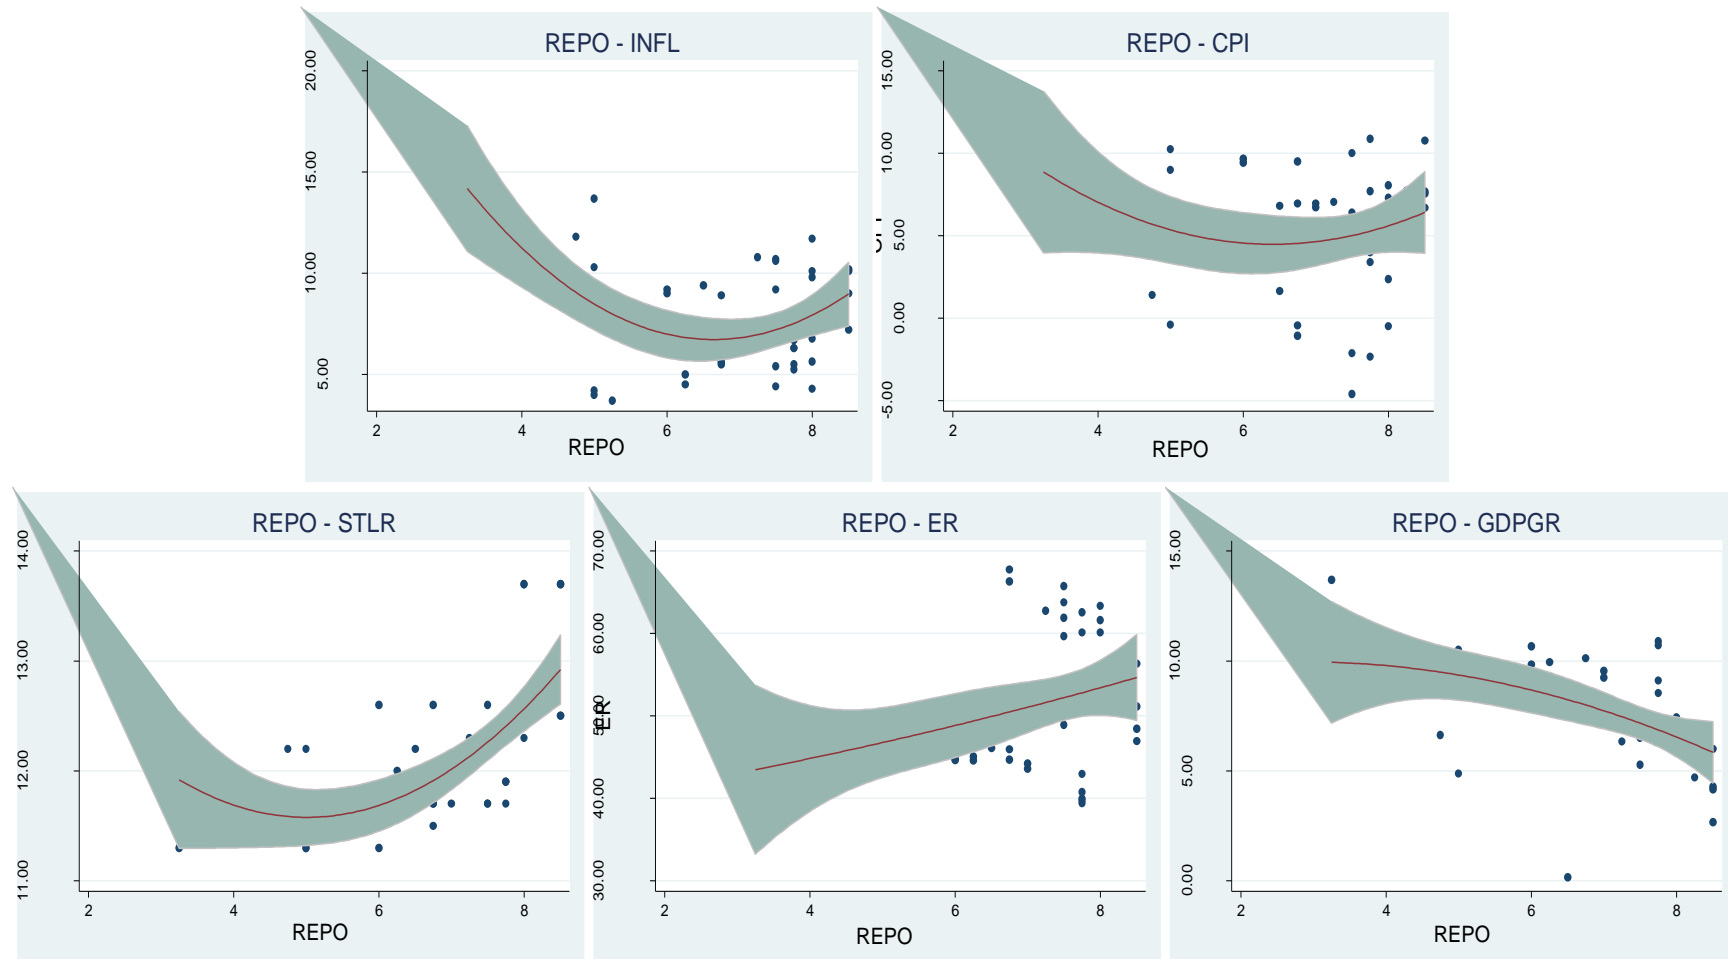 REPO - INFL
20.00
15.00
10.00
5.00
2 4 6 8
REPO
REPO - CPI
15.00
10.00
5.00
0.00
-5.00
2 4 6 8
REPO
REPO - STLR
14.00
13.00
12.00
11.00
2 4 6 8
REPO
REPO - ER
70.00
60.00
ER
40.00
30.00
2 4 6 8
REPO
REPO - GDPGR
15.00
10.00
5.00
0.00
2 4 6 8
REPO